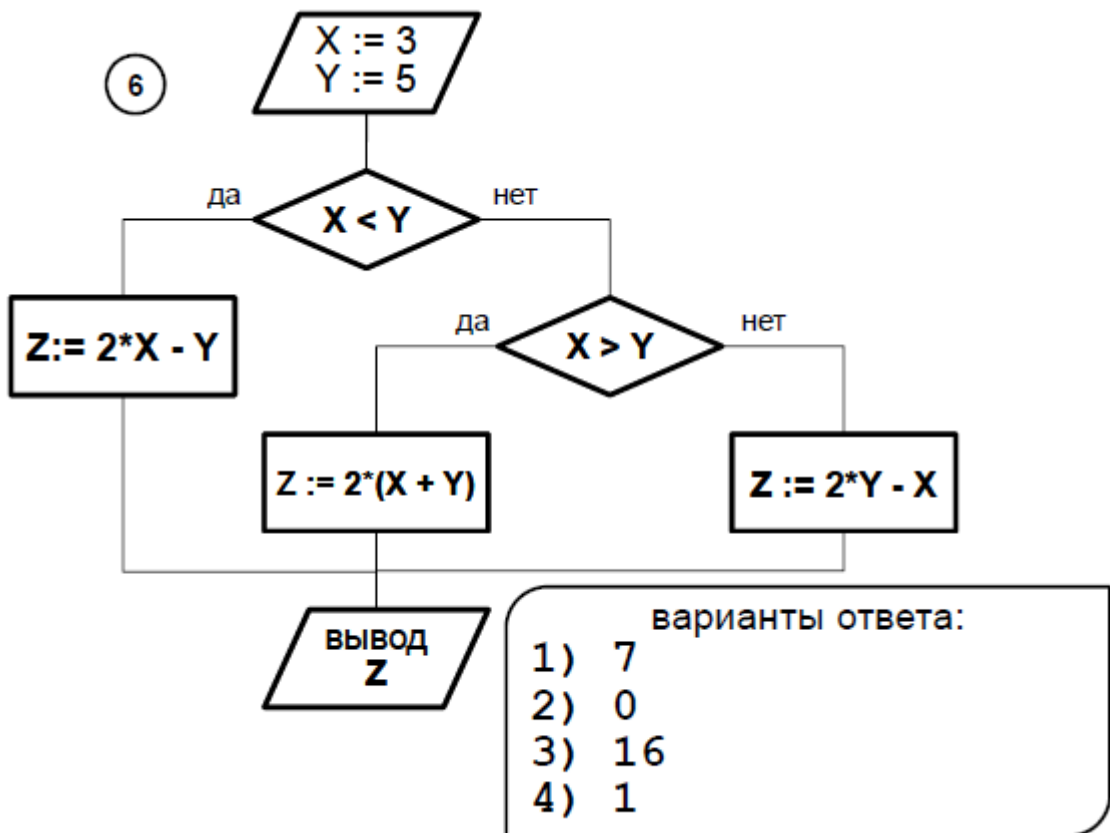 X := 3
Y := 5
6
да
нет
X < Y
Z:= 2*X - Y
да
нет
X > Y
Z := 2*(X + Y)
Z := 2*Y - X
вывод
Z
варианты ответа:
1) 7
2) 0
3) 16
4) 1